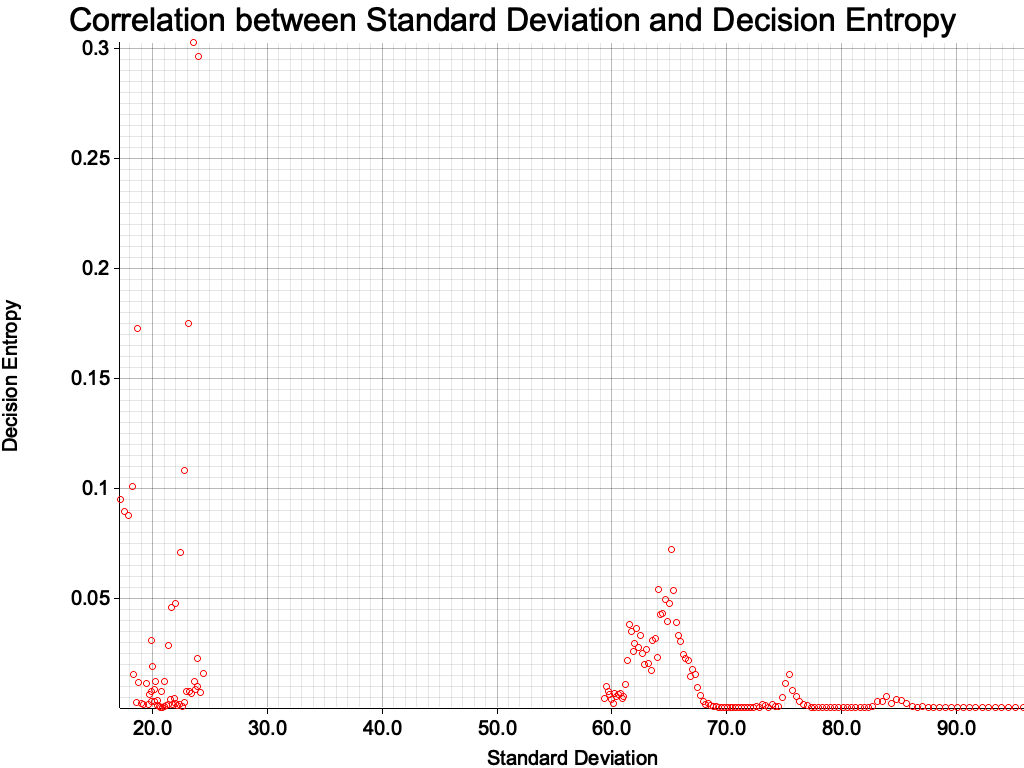 Correlation between Standard Deviation and Decision Entropy
0.3
0.25
0.2
0.15
0.1
0.05
Decision Entropy
20.0 30.0 40.0 50.0 60.0 70.0 80.0 90.0
Standard Deviation